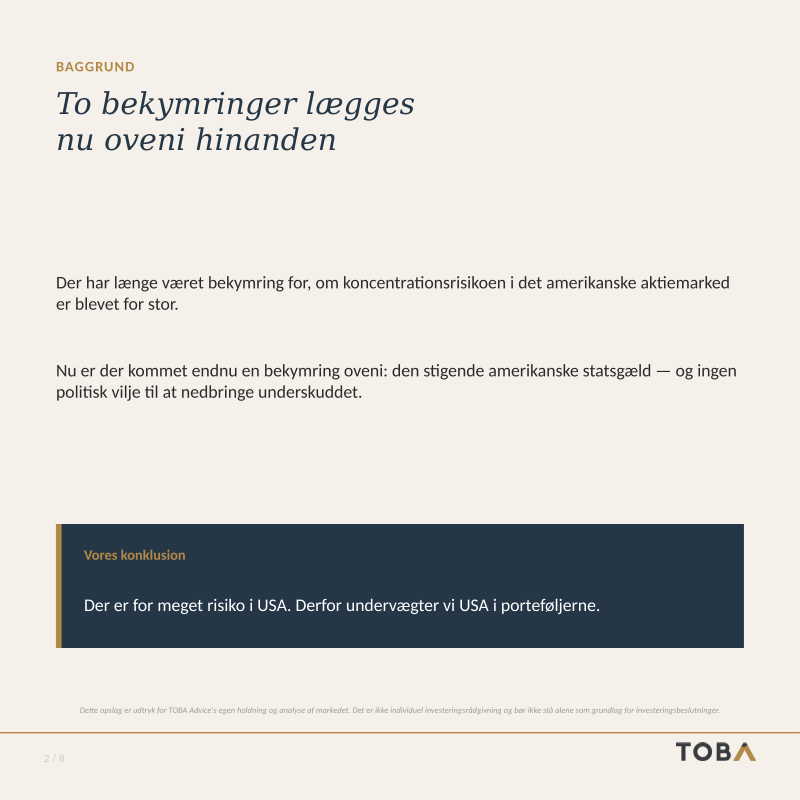 BAGGRUND
To bekymringer lægges
nu oveni hinanden
Der har længe været bekymring for, om koncentrationsrisikoen i det amerikanske aktiemarked
er blevet for stor.
Nu er der kommet endnu en bekymring oveni: den stigende amerikanske statsgæld — og ingen
politisk vilje til at nedbringe underskuddet.
Vores konklusion
Der er for meget risiko i USA. Derfor undervægter vi USA i porteføljerne.
Dette opslag er udtryk for TOBA Advice's egen holdning og analyse af markedet. Det er ikke individuel investeringsrådgivning og bør ikke stå alene som grundlag for investeringsbeslutninger.
2 / 8
TOBA